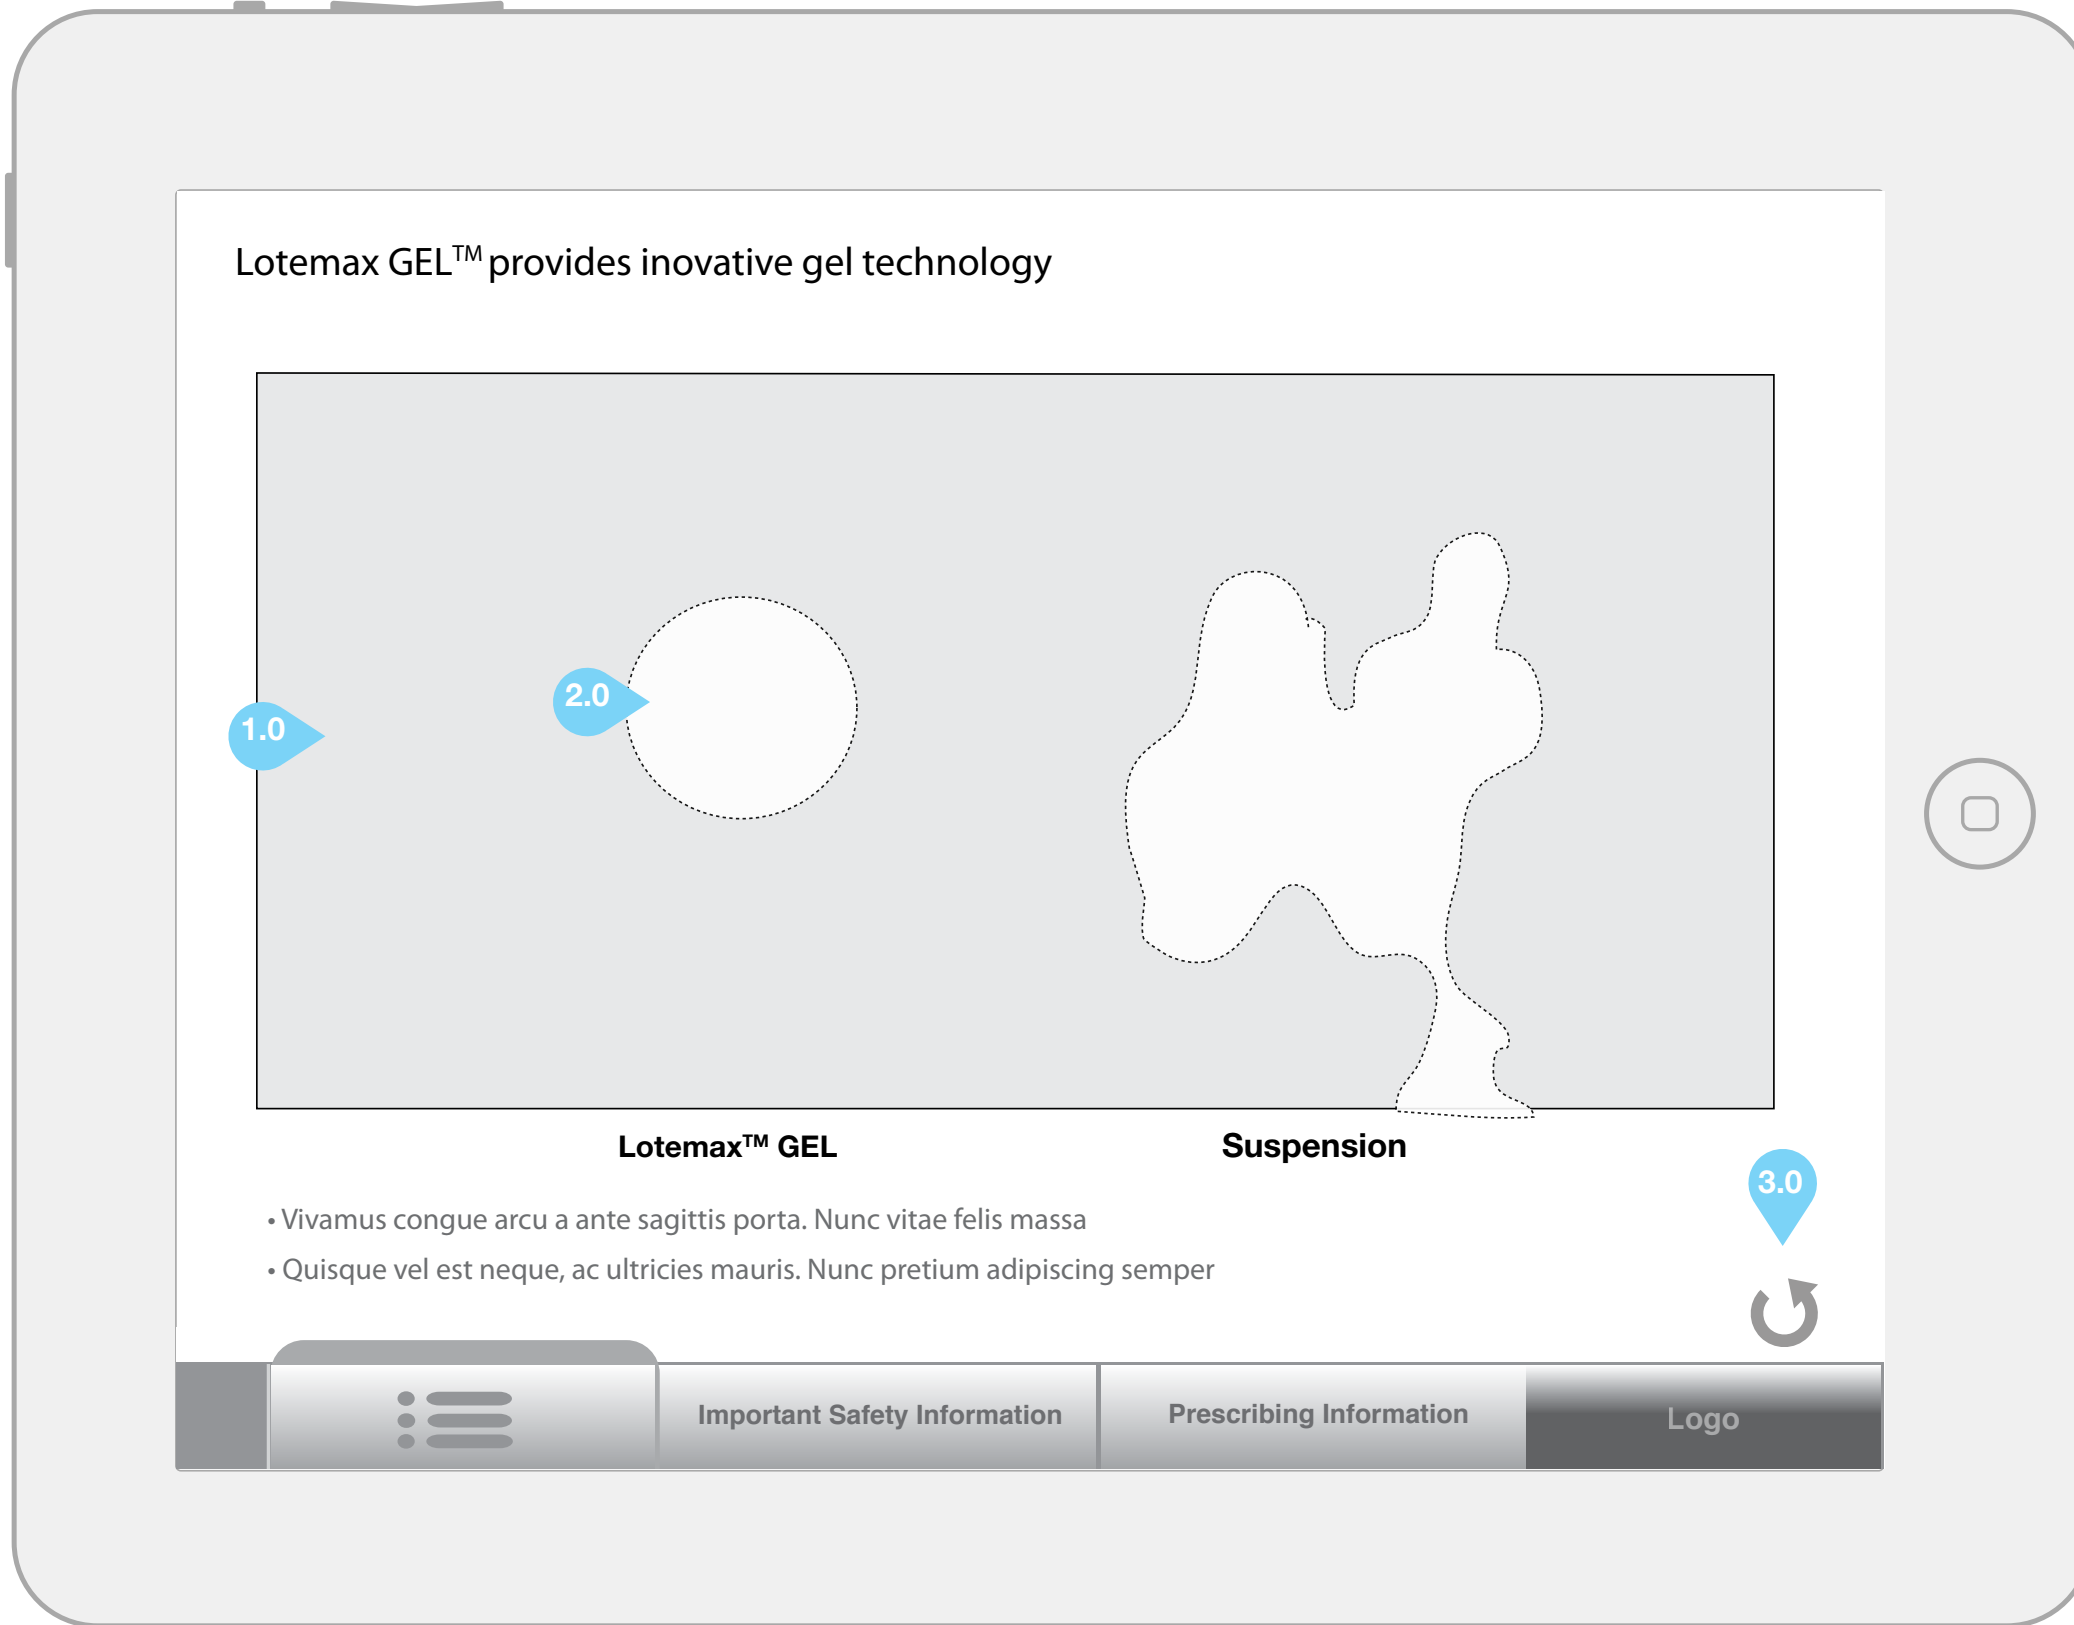 Lotemax GEL™ provides inovative gel technology
2.0
1.0
Lotemax™ GEL
Suspension
3.0
• Vivamus congue arcu a ante sagittis porta. Nunc vitae felis massa
• Quisque vel est neque, ac ultricies mauris. Nunc pretium adipiscing semper
Important Safety Information
Prescribing Information
Logo